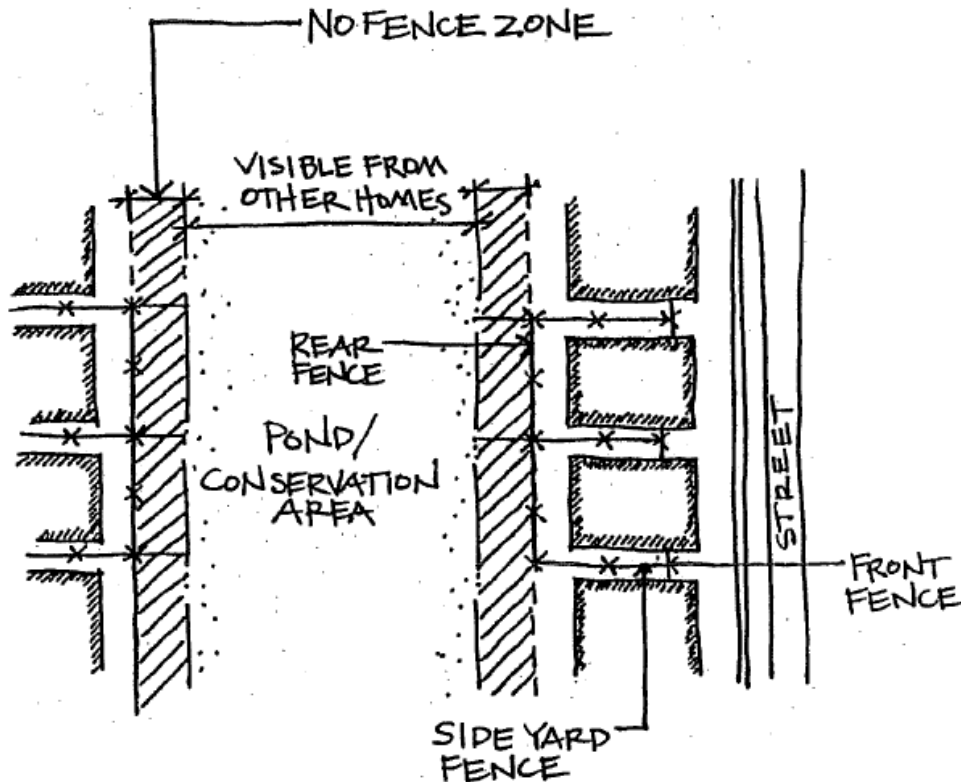 NO FENCE ZONE
VISIBLE FROM
OTHER HOMES
REAR
FENCE
POND/
CONSERVATION
AREA
STREET
FRONT
FENCE
SIDE YARD
FENCE